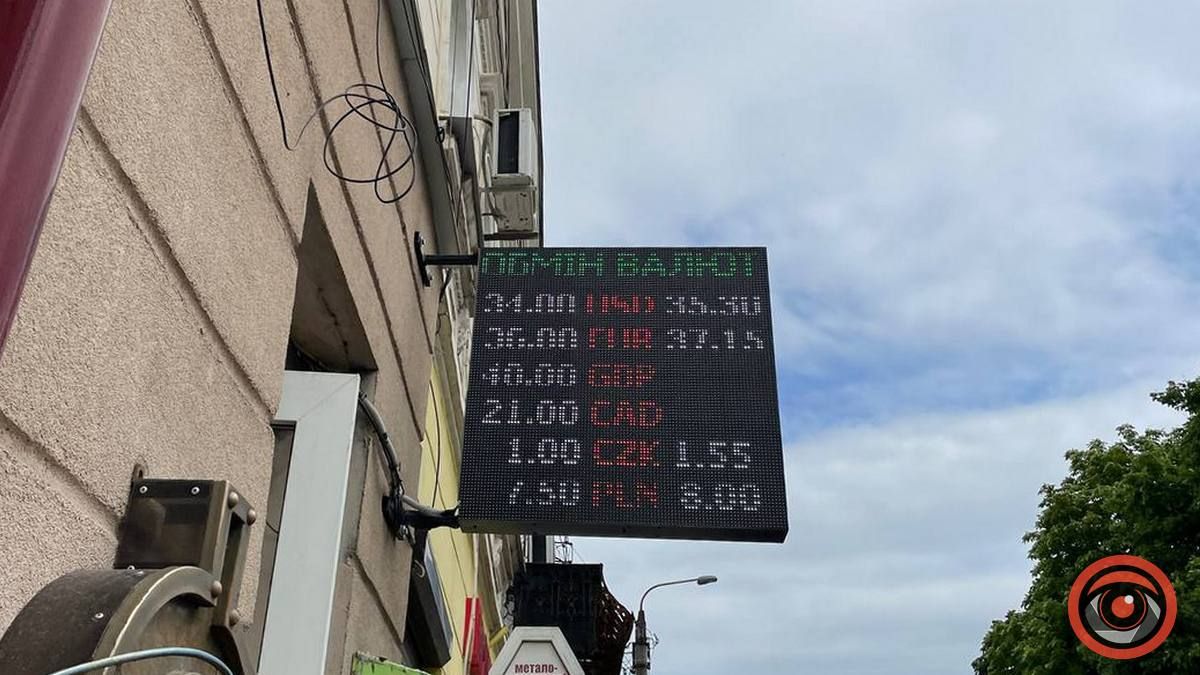 ОБМІН ВАЛЮТ
34.00 USD 35.30
36.00 EUR 37.15
40.00 GBP
21.00 CAD
1.00 CZK 1.55
7.50 PLN 8.00
метало-